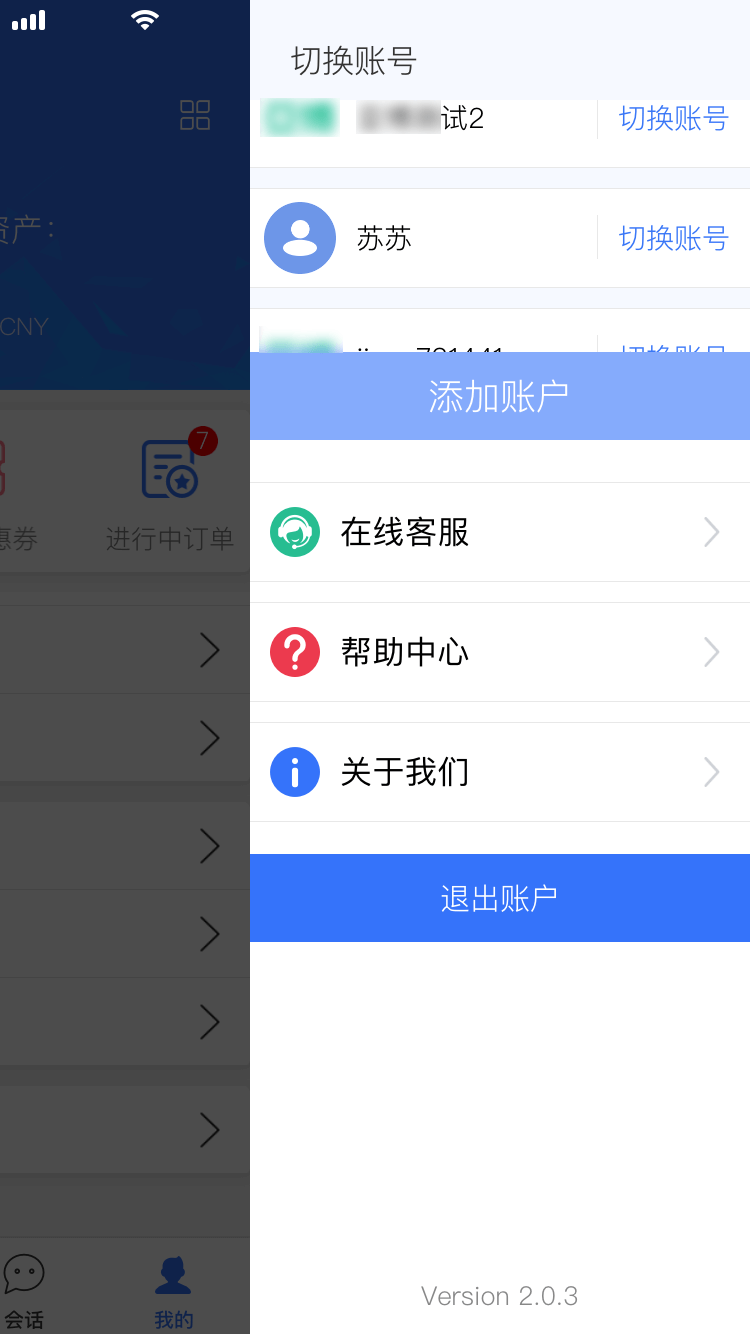 切换账号
试2
切换账号
苏苏
切换账号
资产：
CNY
切换账号
添加账户
7
惠券
进行中订单
在线客服
帮助中心
关于我们
退出账户
Version 2.0.3
会话
我的